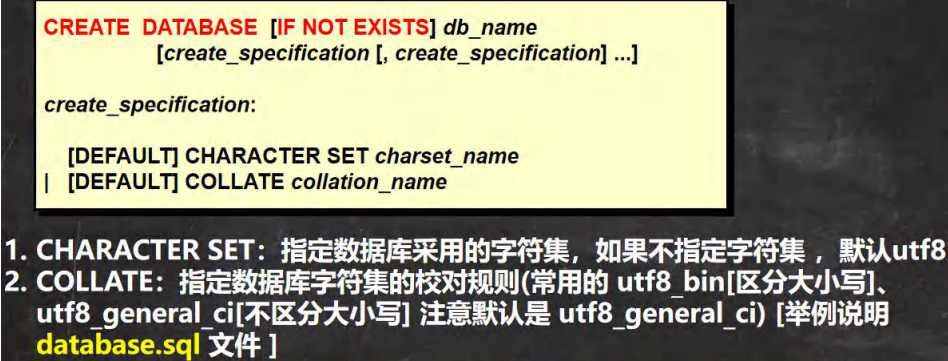 CREATE DATABASE [IF NOT EXISTS] db_name
[create_specification [, create_specification] ...]
create_specification:
[DEFAULT] CHARACTER SET charset_name
| [DEFAULT] COLLATE collation_name
1. CHARACTER SET：指定数据库采用的字符集，如果不指定字符集，默认utf8
2. COLLATE：指定数据库字符集的校对规则(常用的 utf8_bin[区分大小写]、
utf8_general_ci[不区分大小写] 注意默认是 utf8_general_ci) [举例说明
database.sql 文件 ]